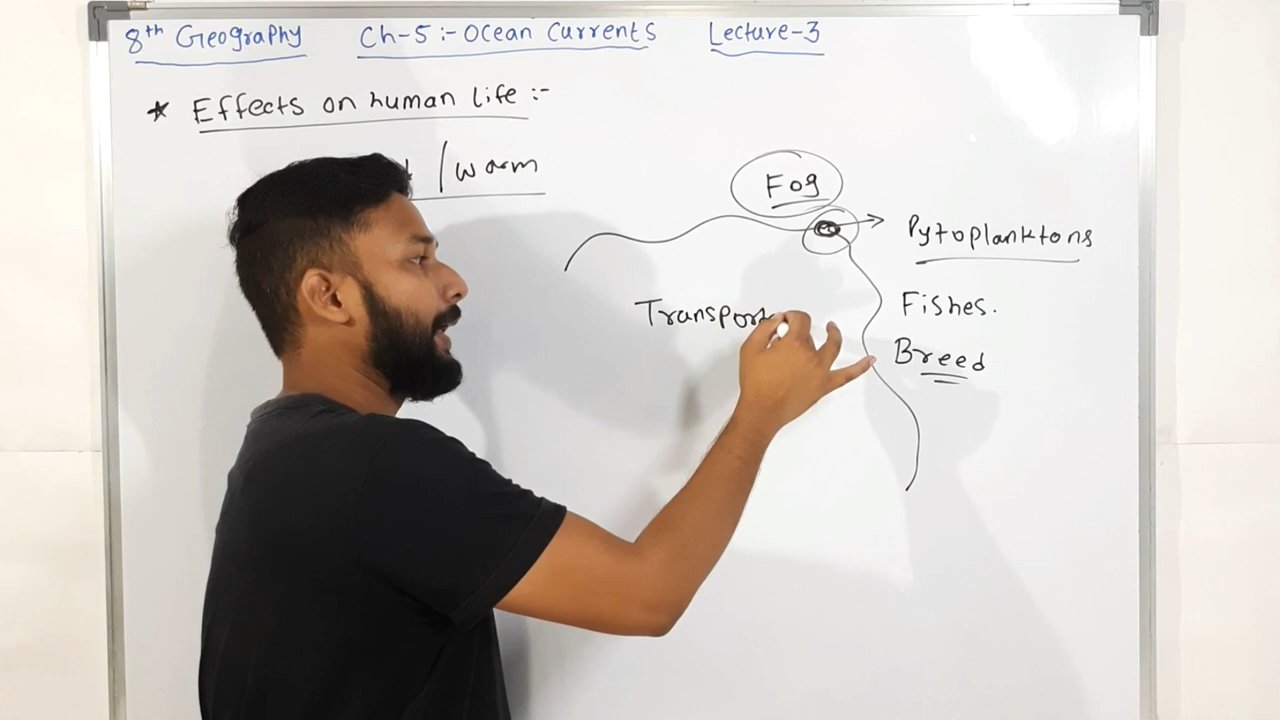 8th Geography Ch-5:- Ocean Currents Lecture-3
* Effects on human life :-
/warm
Fog
Pytoplanktons
Transport
Fishes.
Breed